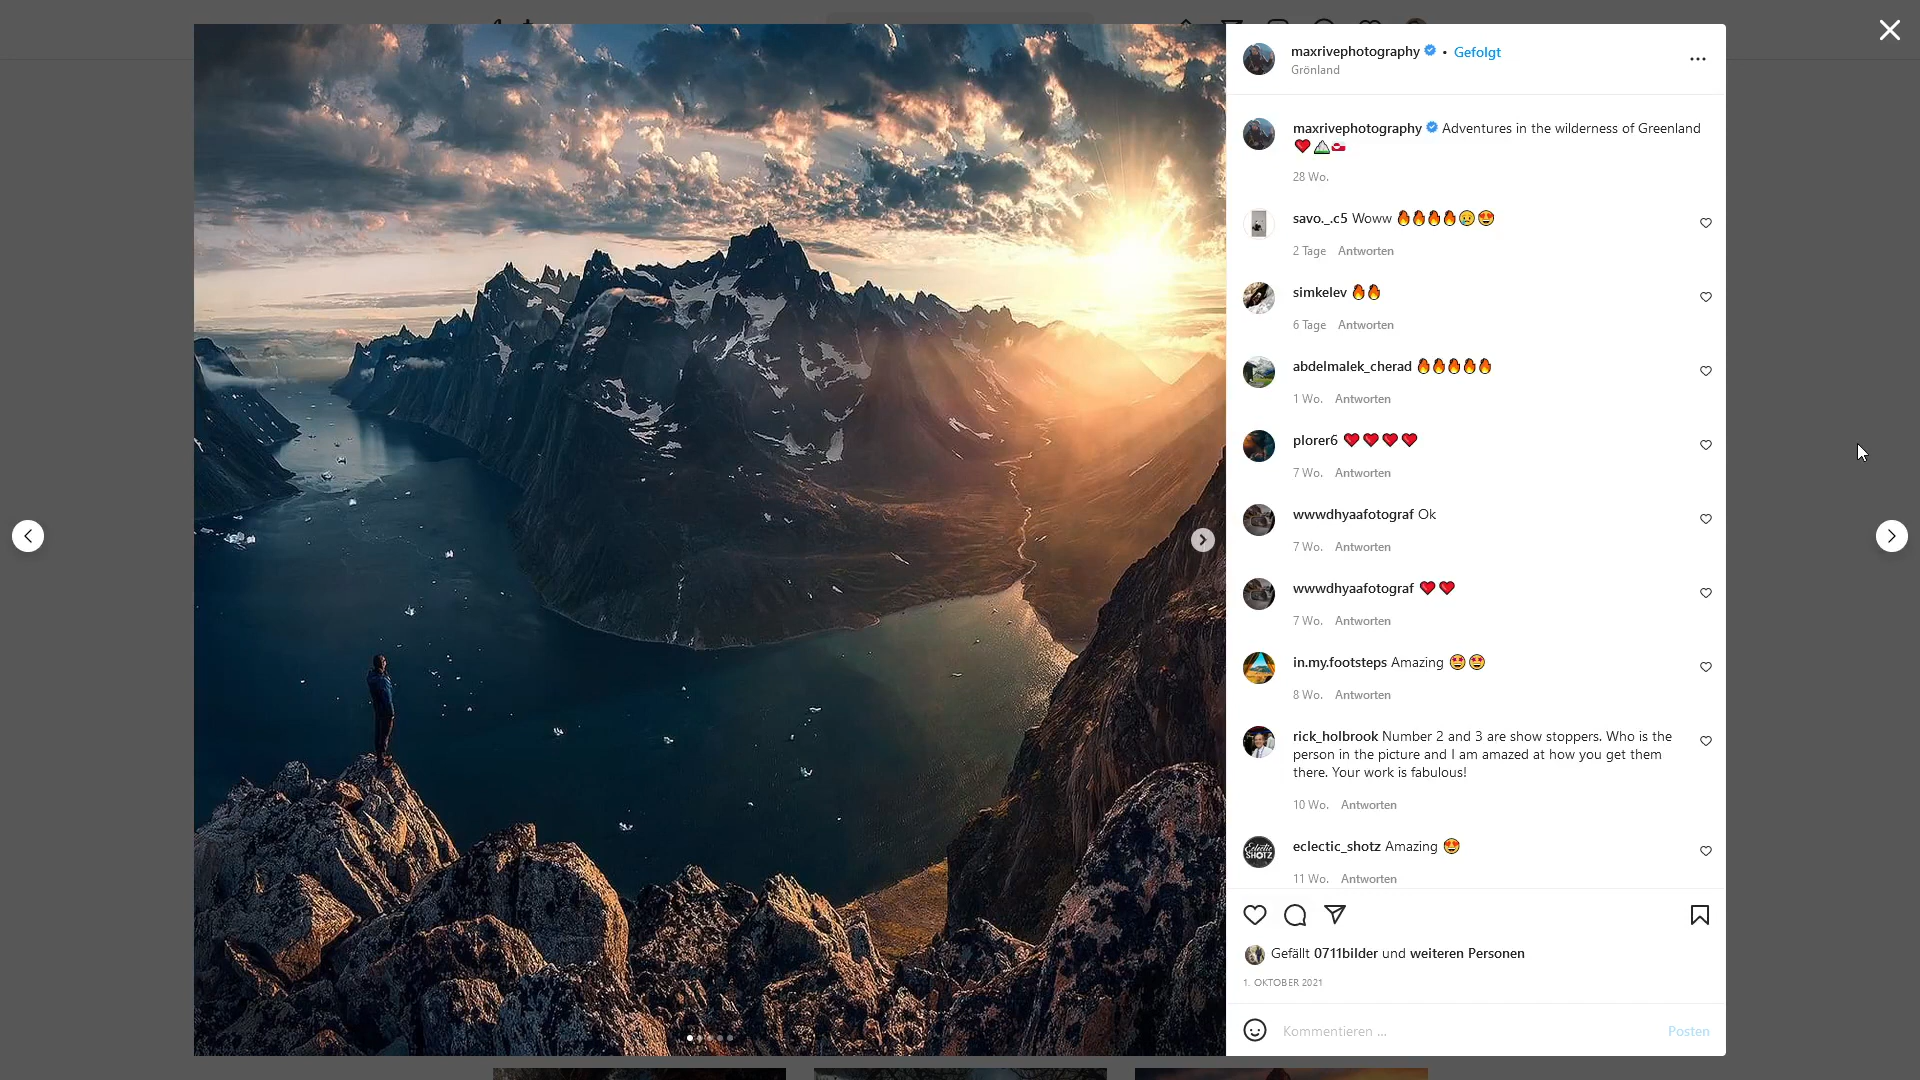 maxrivephotography • Gefolgt
Grönland
maxrivephotography Adventures in the wilderness of Greenland
❤️🏔️🇬🇱
28 Wo.
savo._.c5 Woww 🔥🔥🔥🔥😢😍
2 Tage Antworten
simkelev 🔥🔥
6 Tage Antworten
abdelmalek_cherad 🔥🔥🔥🔥🔥
1 Wo. Antworten
plorer6 ❤️❤️❤️❤️
7 Wo. Antworten
wwwdhyaafotograf Ok
7 Wo. Antworten
wwwdhyaafotograf ❤️❤️
7 Wo. Antworten
in.my.footsteps Amazing 🤩🤩
8 Wo. Antworten
rick_holbrook Number 2 and 3 are show stoppers. Who is the
person in the picture and I am amazed at how you get them
there. Your work is fabulous!
10 Wo. Antworten
Eclectic
SHOTZ
eclectic_shotz Amazing 😍
11 Wo. Antworten
Gefällt 0711bilder und weiteren Personen
1. OKTOBER 2021
Kommentieren ...
Posten